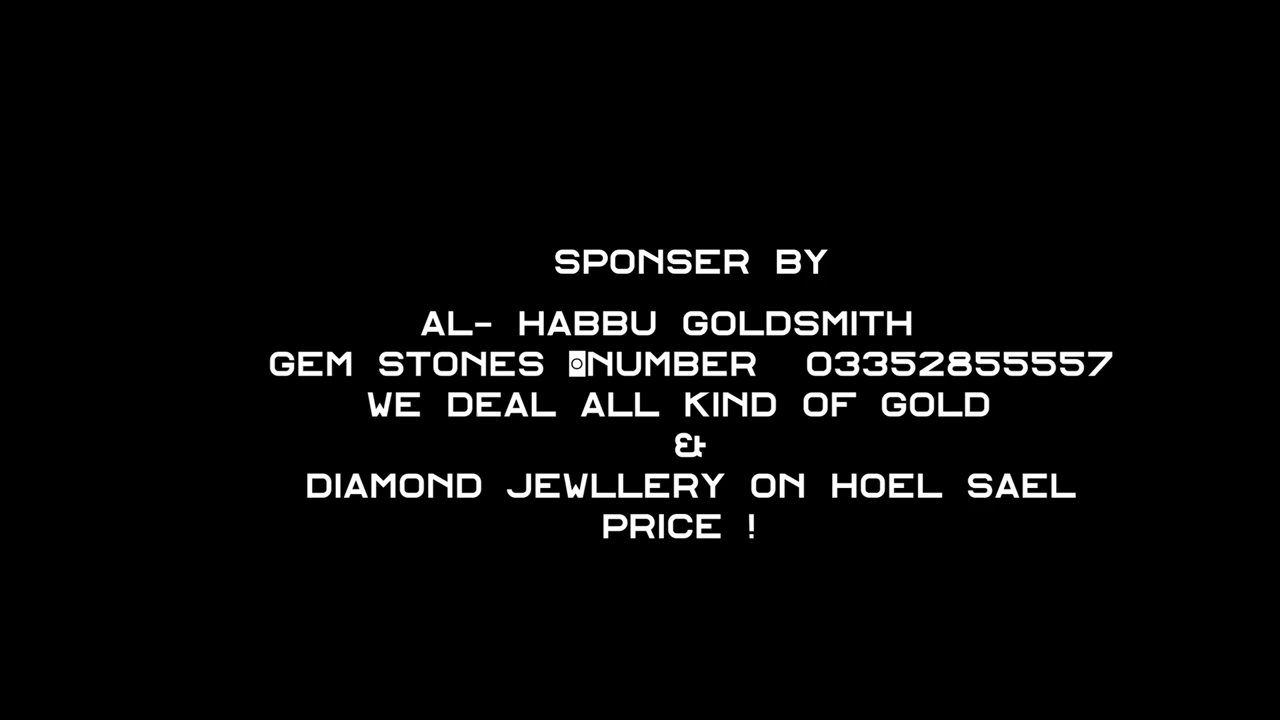 SPONSER BY
AL- HABBU GOLDSMITH
GEM STONES NUMBER 03352855557
WE DEAL ALL KIND OF GOLD
&
DIAMOND JEWLLERY ON HOEL SAEL
PRICE !